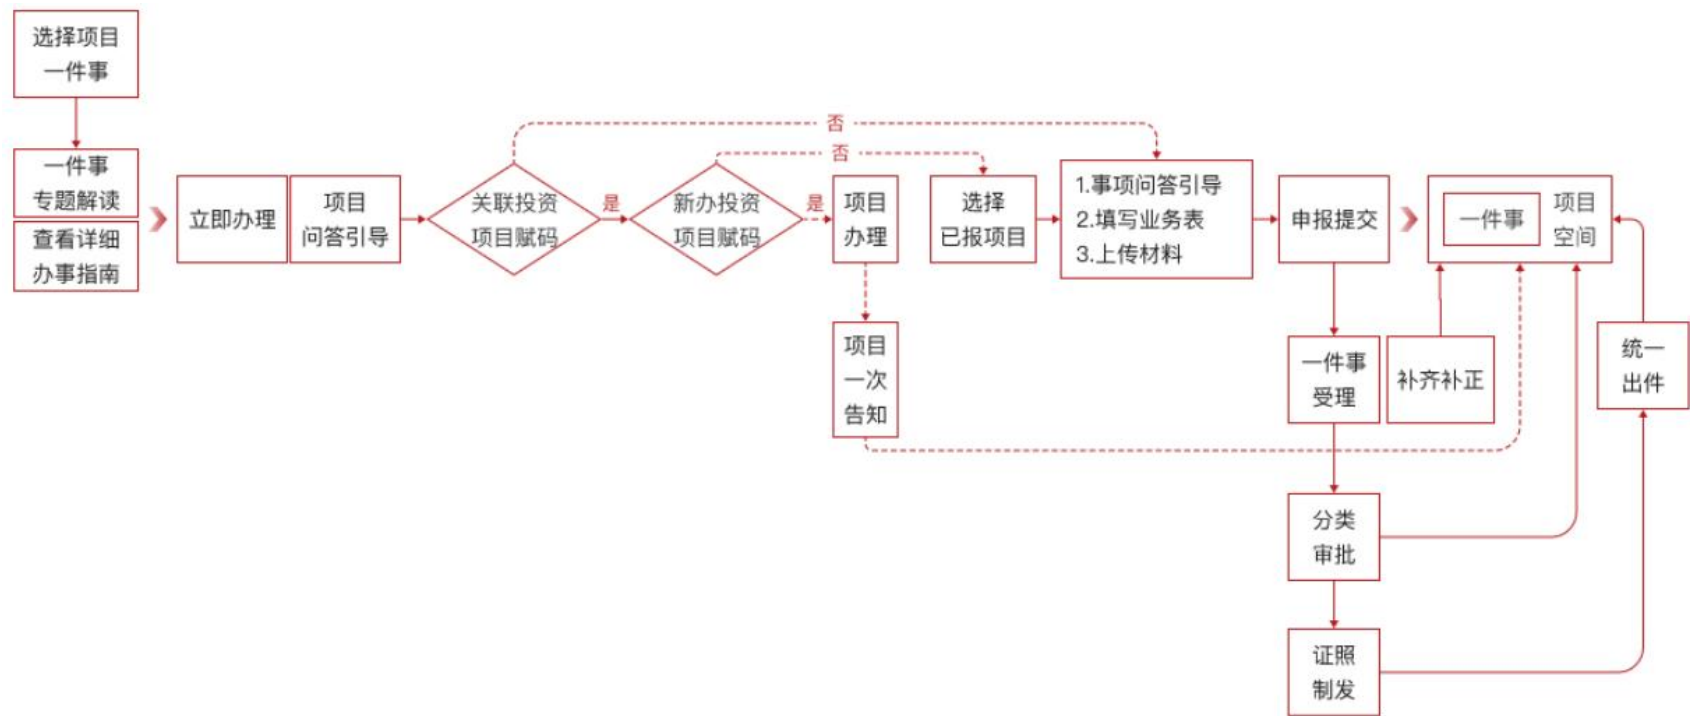 选择项目
一件事
一件事
专题解读
查看详细
办事指南
立即办理
项目
问答引导
关联投资
项目赋码
否
是
新办投资
项目赋码
否
是
项目
办理
项目
一次
告知
选择
已报项目
1.事项问答引导
2.填写业务表
3.上传材料
申报提交
一件事
项目
空间
一件事
受理
补齐补正
统一
出件
分类
审批
证照
制发